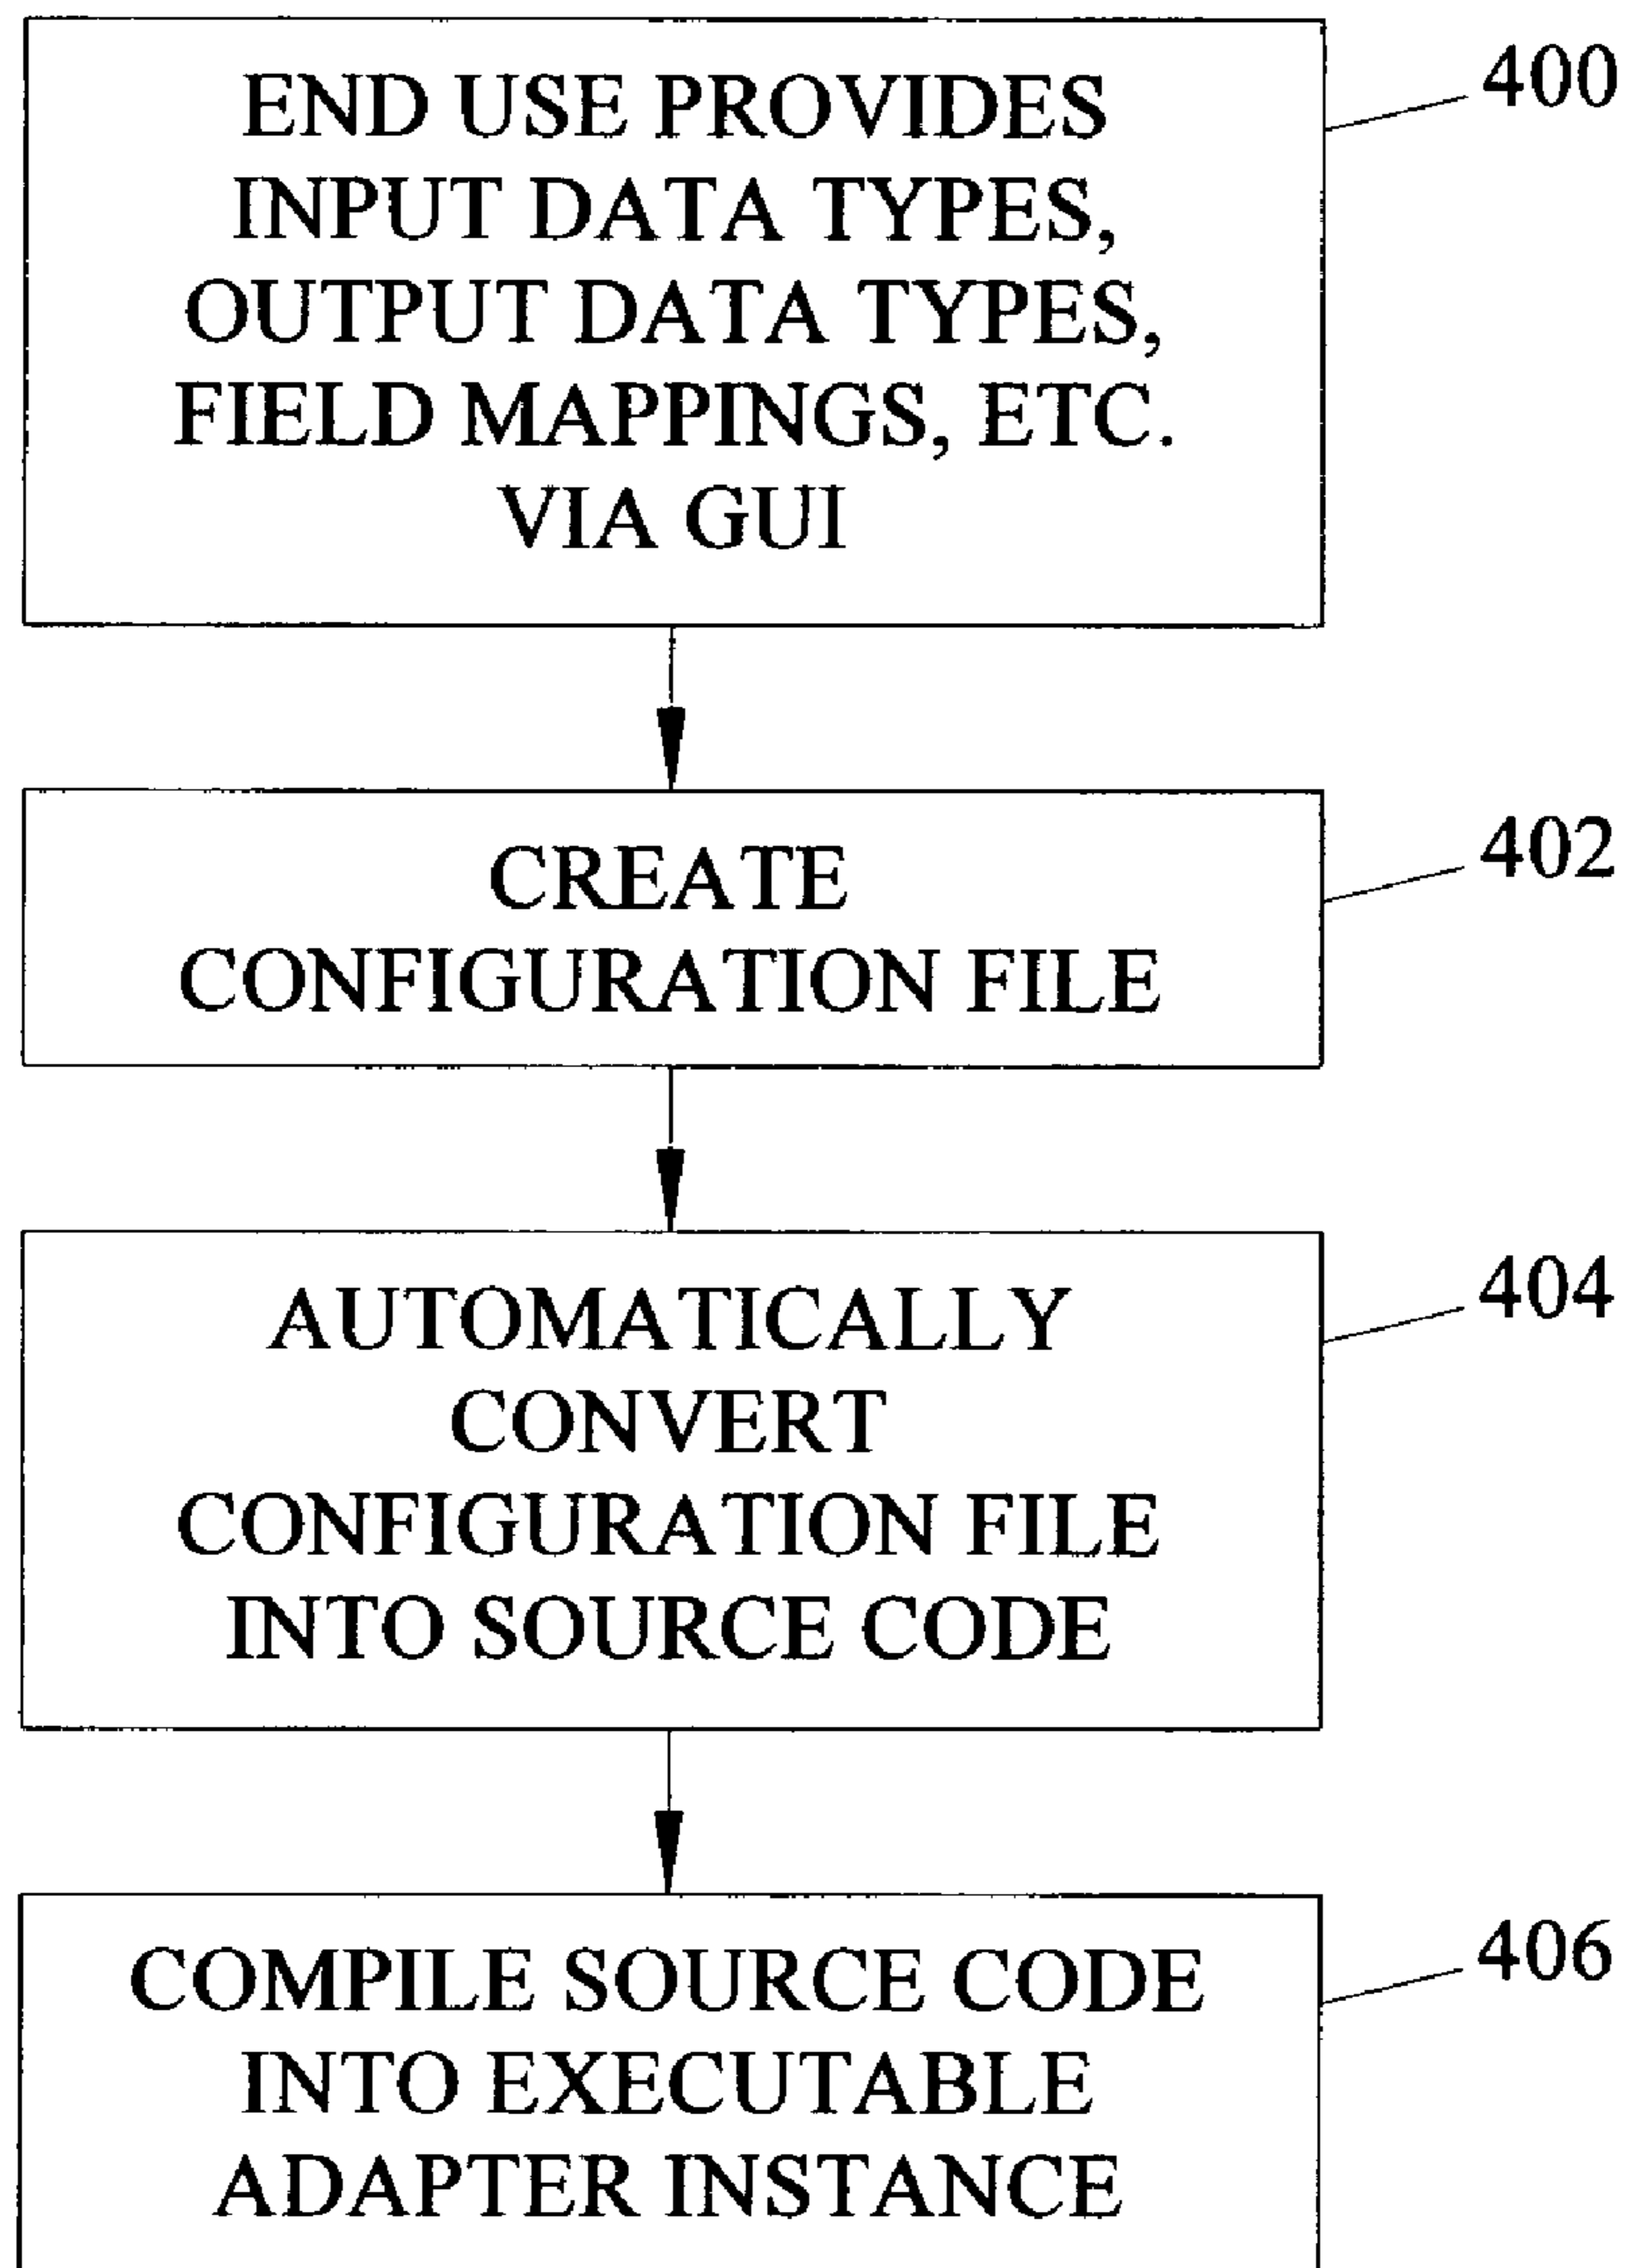 END USE PROVIDES
INPUT DATA TYPES,
OUTPUT DATA TYPES,
FIELD MAPPINGS, ETC.
VIA GUI
400
CREATE
CONFIGURATION FILE
402
AUTOMATICALLY
CONVERT
CONFIGURATION FILE
INTO SOURCE CODE
404
COMPILE SOURCE CODE
INTO EXECUTABLE
ADAPTER INSTANCE
406